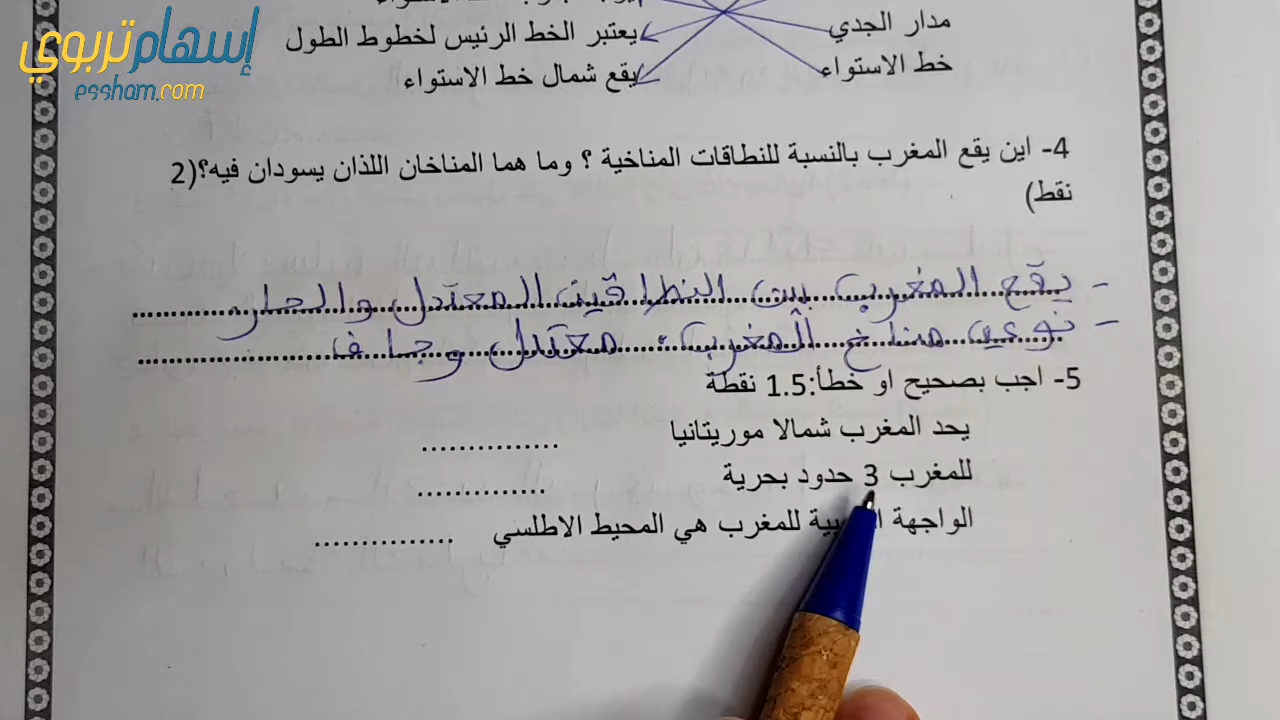 إسهام تربوي
essham.com
مدار الجدي
يعتبر الخط الرئيس لخطوط الطول
خط الاستواء
يقع شمال خط الاستواء
4- اين يقع المغرب بالنسبة للنطاقات المناخية ؟ وما هما المناخان اللذان يسودان فيه؟(2
نقط)
- يقع المغرب بين النطاقين المعتدل والحار
- نوعين مناخ المغرب: معتدل وجاف
5- اجب بصحيح او خطأ:1.5 نقطة
يحد المغرب شمالا موريتانيا ...............
للمغرب 3 حدود بحرية ..............
الواجهة للمغرب هي المحيط الاطلسي ...............